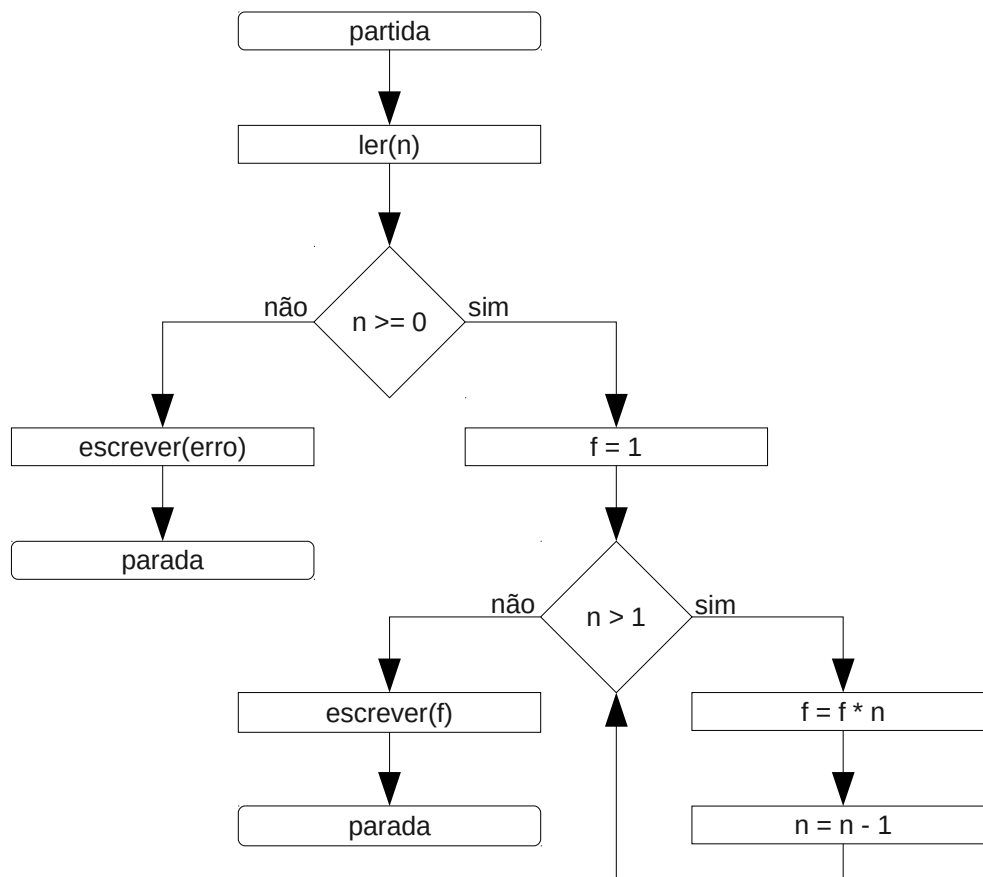 partida
ler(n)
não
n >= 0
sim
escrever(erro)
f = 1
parada
não
n > 1
sim
escrever(f)
f = f * n
parada
n = n - 1